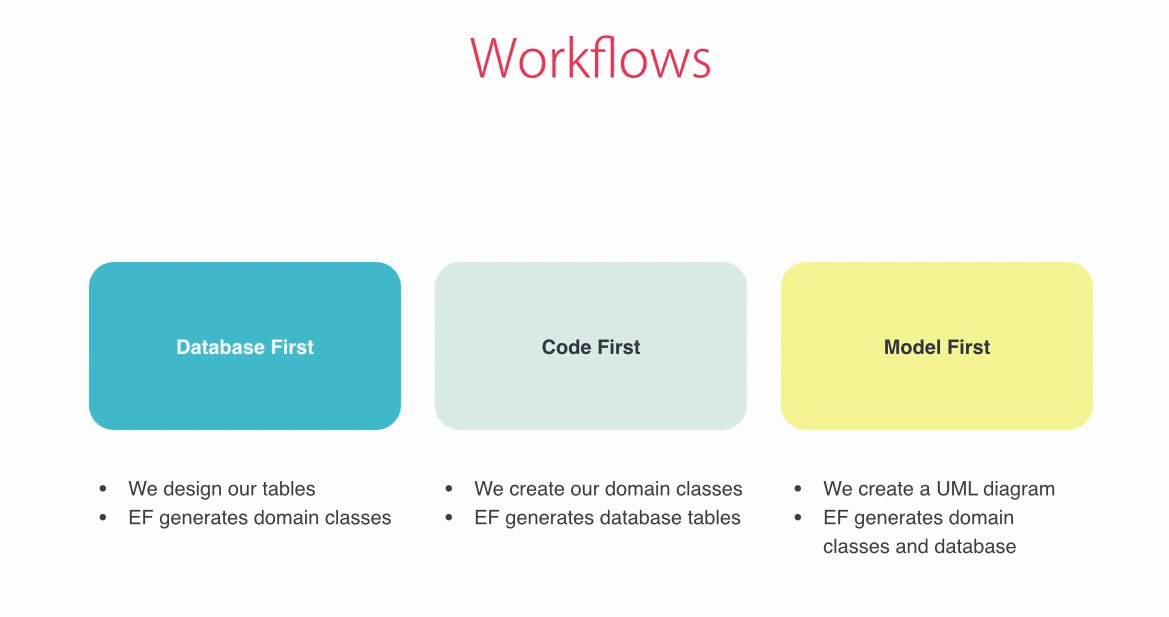 Workflows
Database First
Code First
Model First
• We design our tables
• EF generates domain classes
• We create our domain classes
• EF generates database tables
• We create a UML diagram
• EF generates domain
classes and database